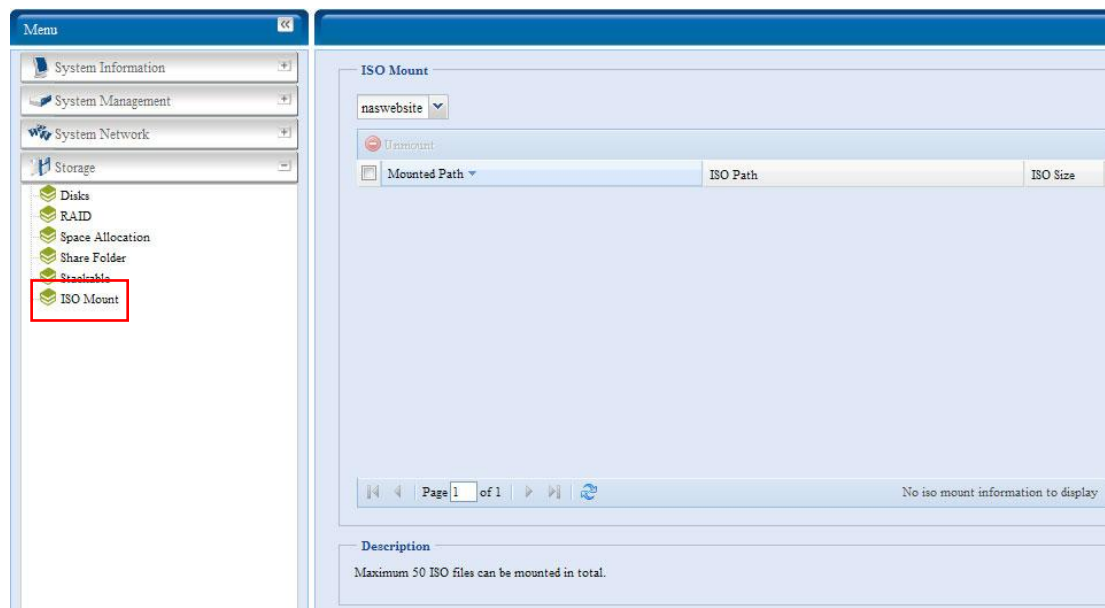 Menu
System Information
System Management
System Network
Storage
Disks
RAID
Space Allocation
Share Folder
Stackable
ISO Mount
ISO Mount
naswebsite
Unmount
Mounted Path ISO Path ISO Size
Page 1 of 1 No iso mount information to display
Description
Maximum 50 ISO files can be mounted in total.